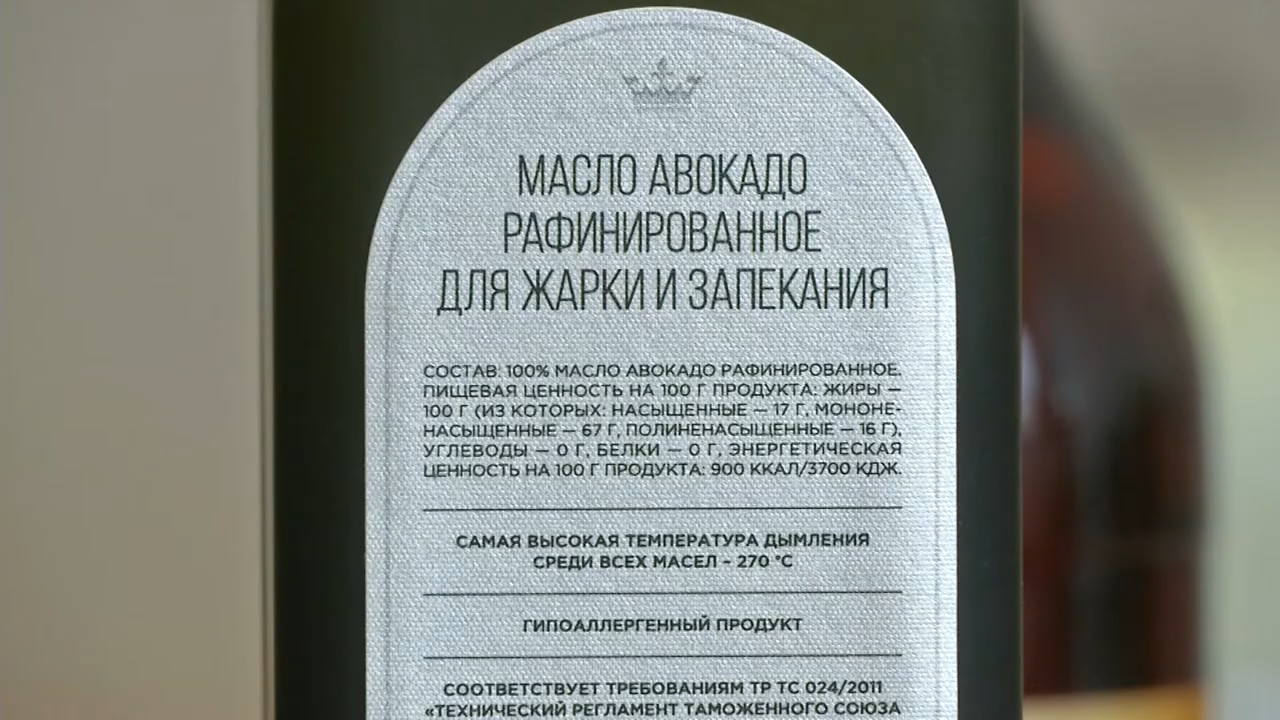 МАСЛО АВОКАДО
РАФИНИРОВАННОЕ
ДЛЯ ЖАРКИ И ЗАПЕКАНИЯ
СОСТАВ: 100% МАСЛО АВОКАДО РАФИНИРОВАННОЕ.
ПИЩЕВАЯ ЦЕННОСТЬ НА 100 Г ПРОДУКТА: ЖИРЫ —
100 Г (ИЗ КОТОРЫХ: НАСЫЩЕННЫЕ — 17 Г, МОНОНЕ-
НАСЫЩЕННЫЕ — 67 Г, ПОЛИНЕНАСЫЩЕННЫЕ — 16 Г),
УГЛЕВОДЫ — 0 Г, БЕЛКИ — 0 Г, ЭНЕРГЕТИЧЕСКАЯ
ЦЕННОСТЬ НА 100 Г ПРОДУКТА: 900 ККАЛ/3700 КДЖ.
САМАЯ ВЫСОКАЯ ТЕМПЕРАТУРА ДЫМЛЕНИЯ
СРЕДИ ВСЕХ МАСЕЛ – 270 °С
ГИПОАЛЛЕРГЕННЫЙ ПРОДУКТ
СООТВЕТСТВУЕТ ТРЕБОВАНИЯМ ТР ТС 024/2011
«ТЕХНИЧЕСКИЙ РЕГЛАМЕНТ ТАМОЖЕННОГО СОЮЗА